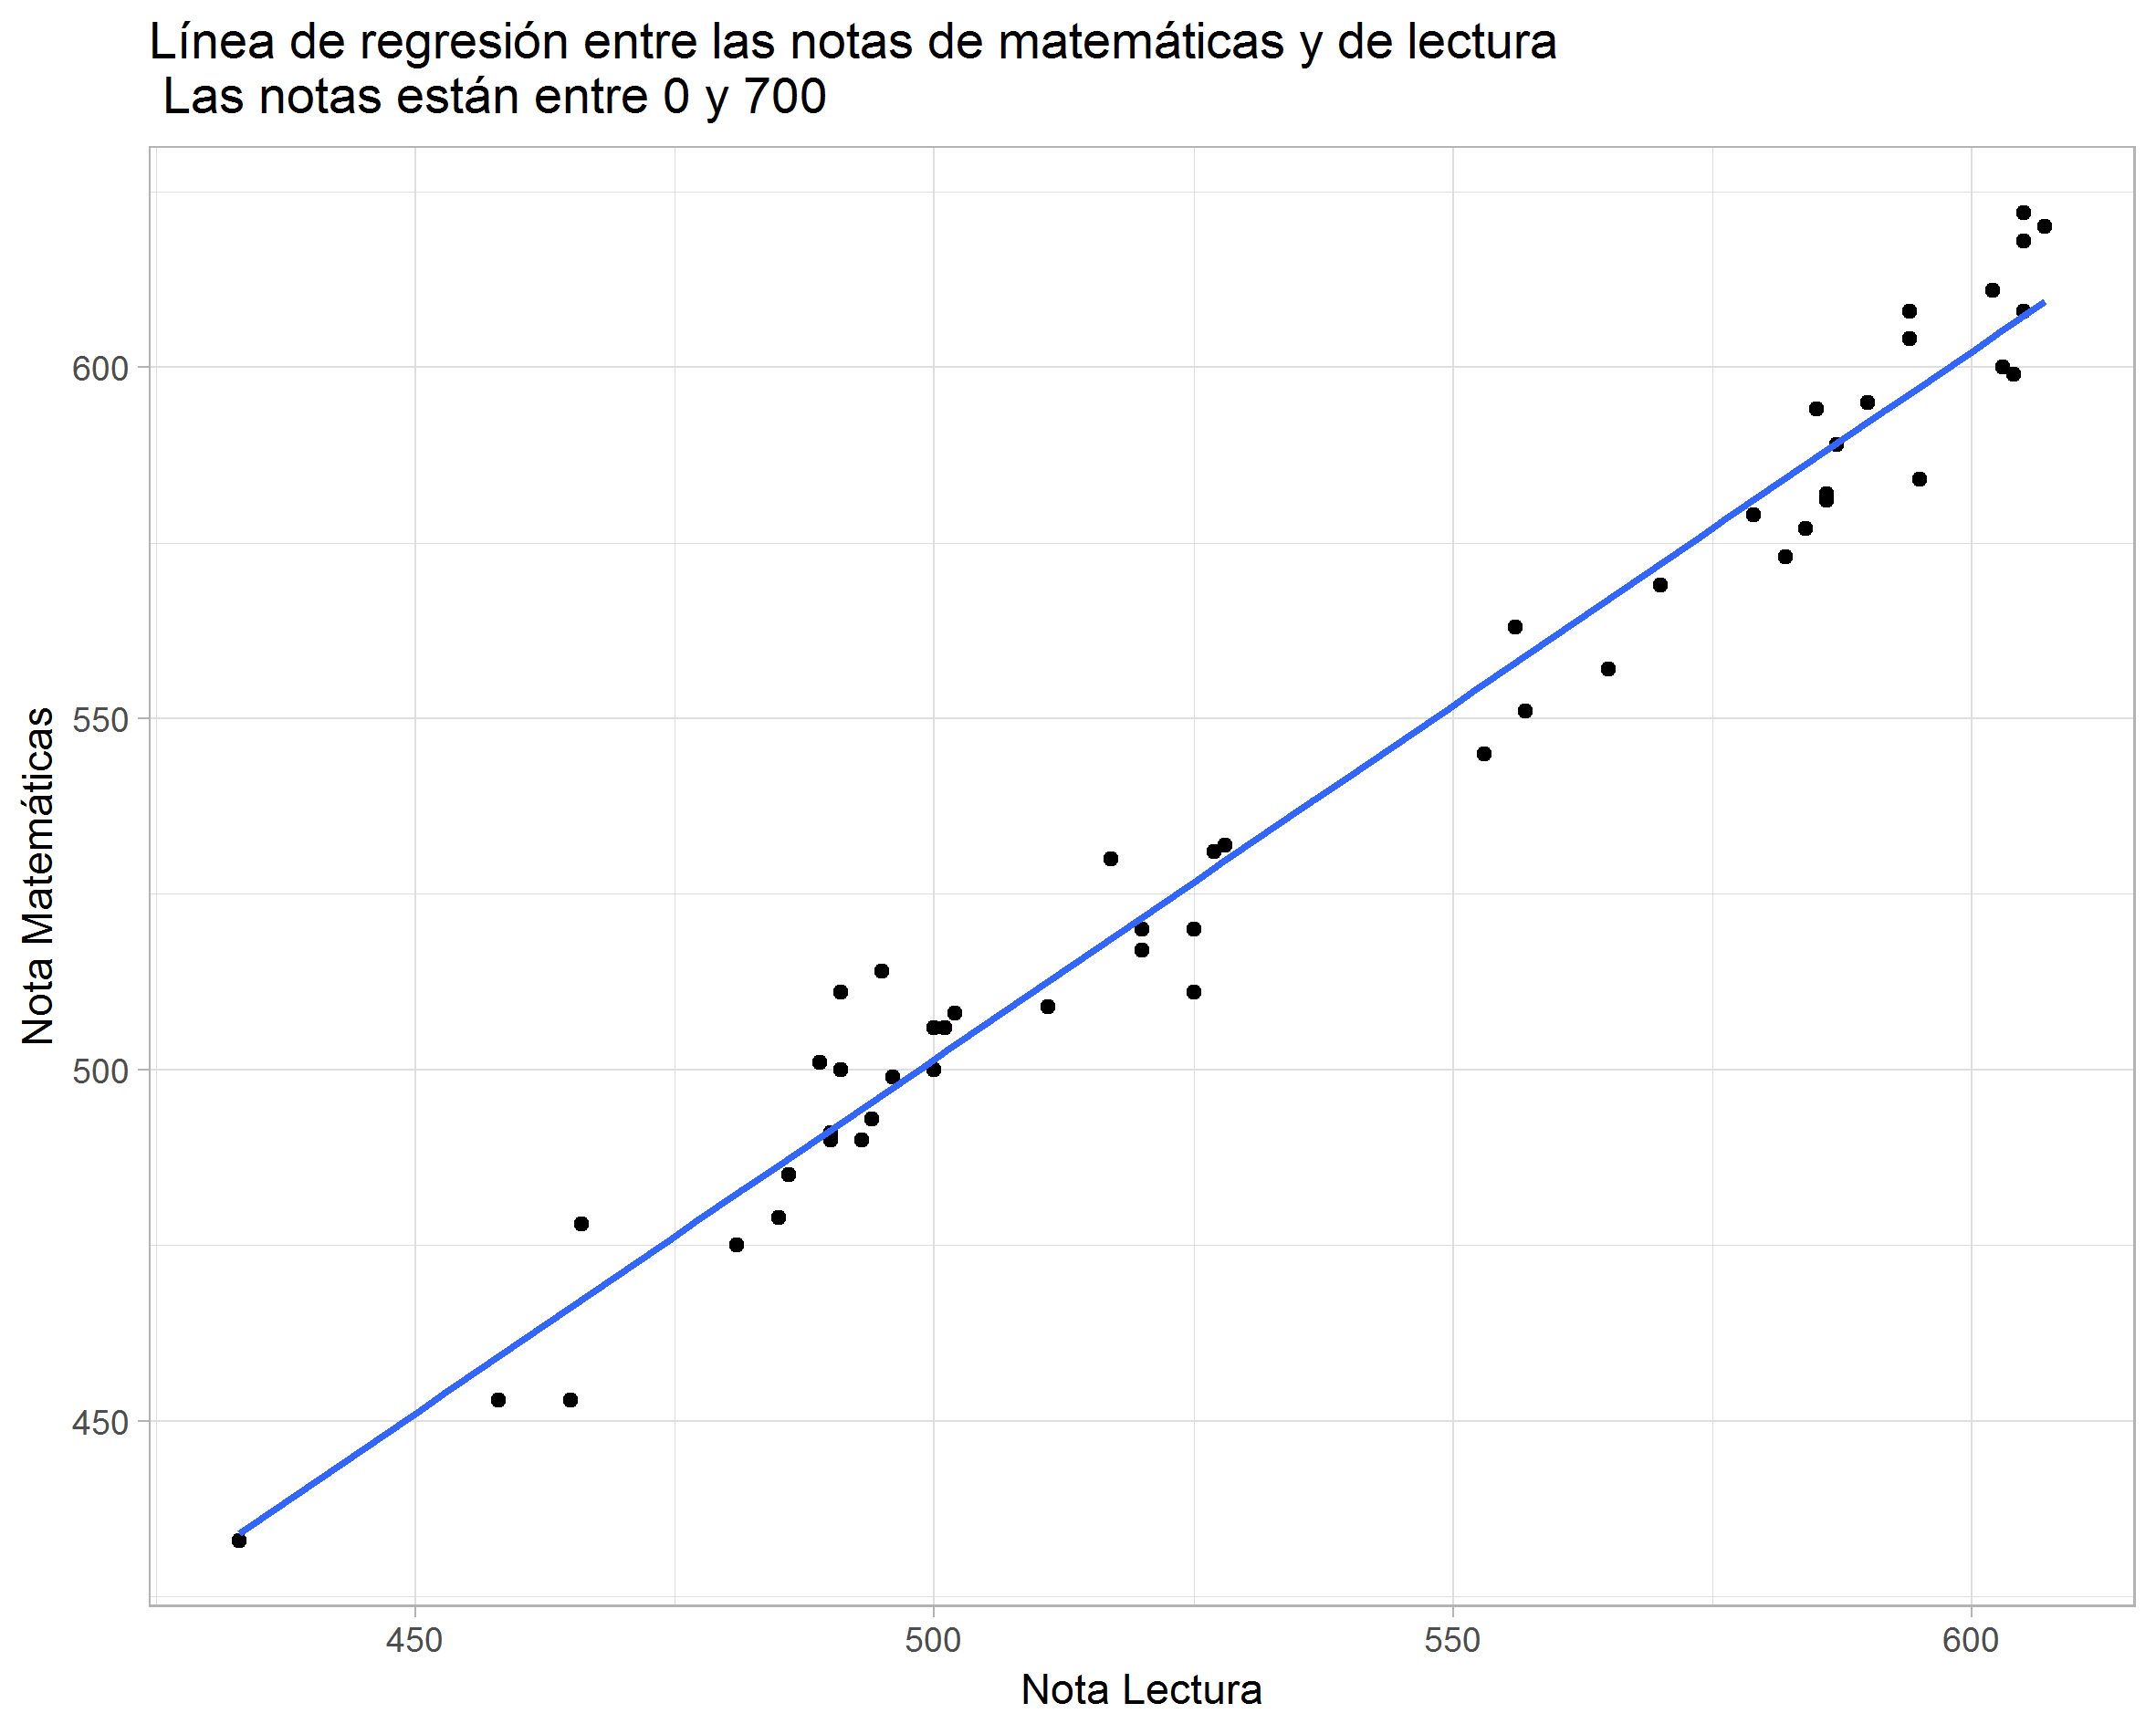 Línea de regresión entre las notas de matemáticas y de lectura
Las notas están entre 0 y 700
Nota Matemáticas
600
550
500
450
450 500 550 600
Nota Lectura